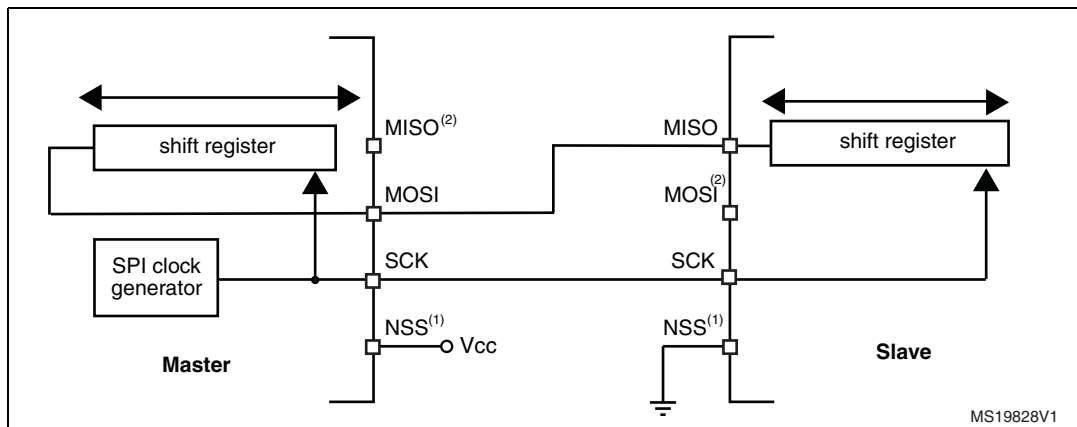 shift register
MISO(2)
MOSI
SCK
NSS(1)
Vcc
SPI clock
generator
Master
MISO
MOSI(2)
SCK
NSS(1)
shift register
Slave
MS19828V1